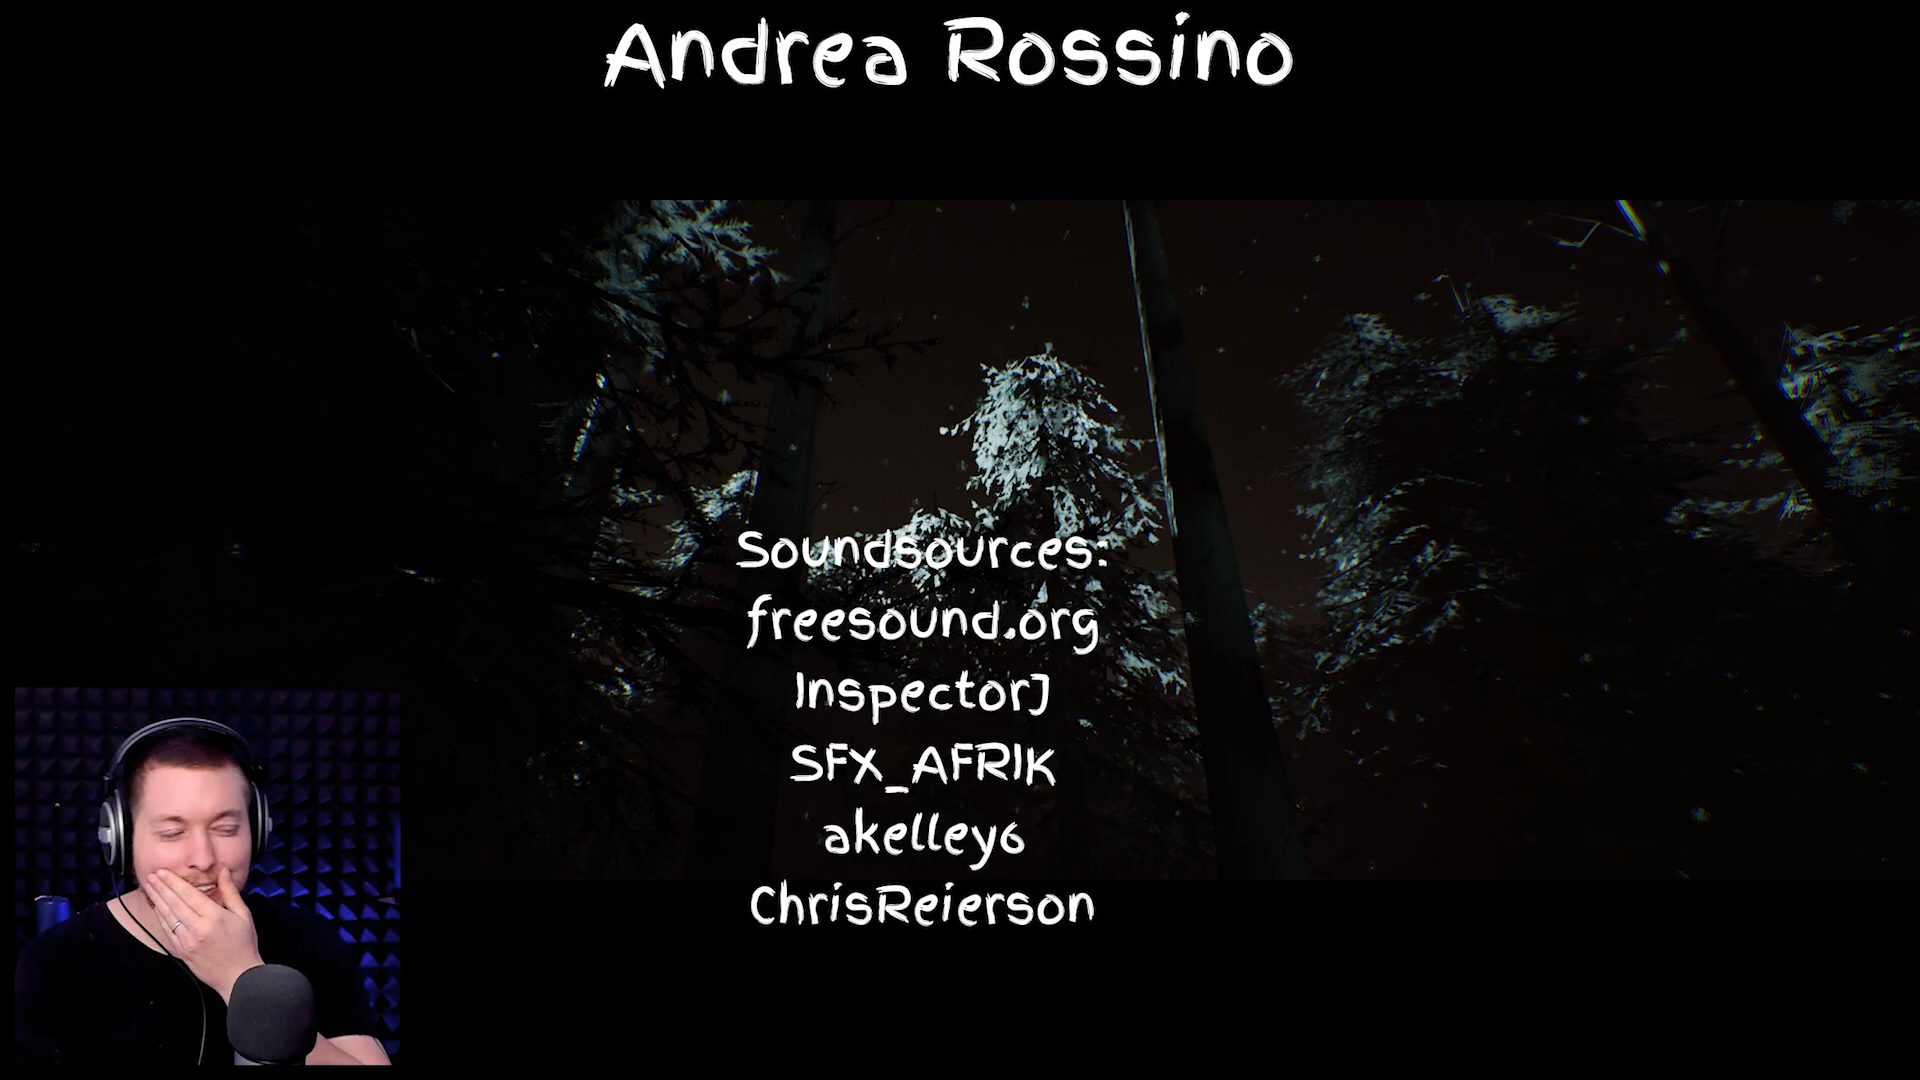 Andrea Rossino
Soundsources:
freesound.org
InspectorJ
SFX_AFRIK
akelley6
ChrisReierson